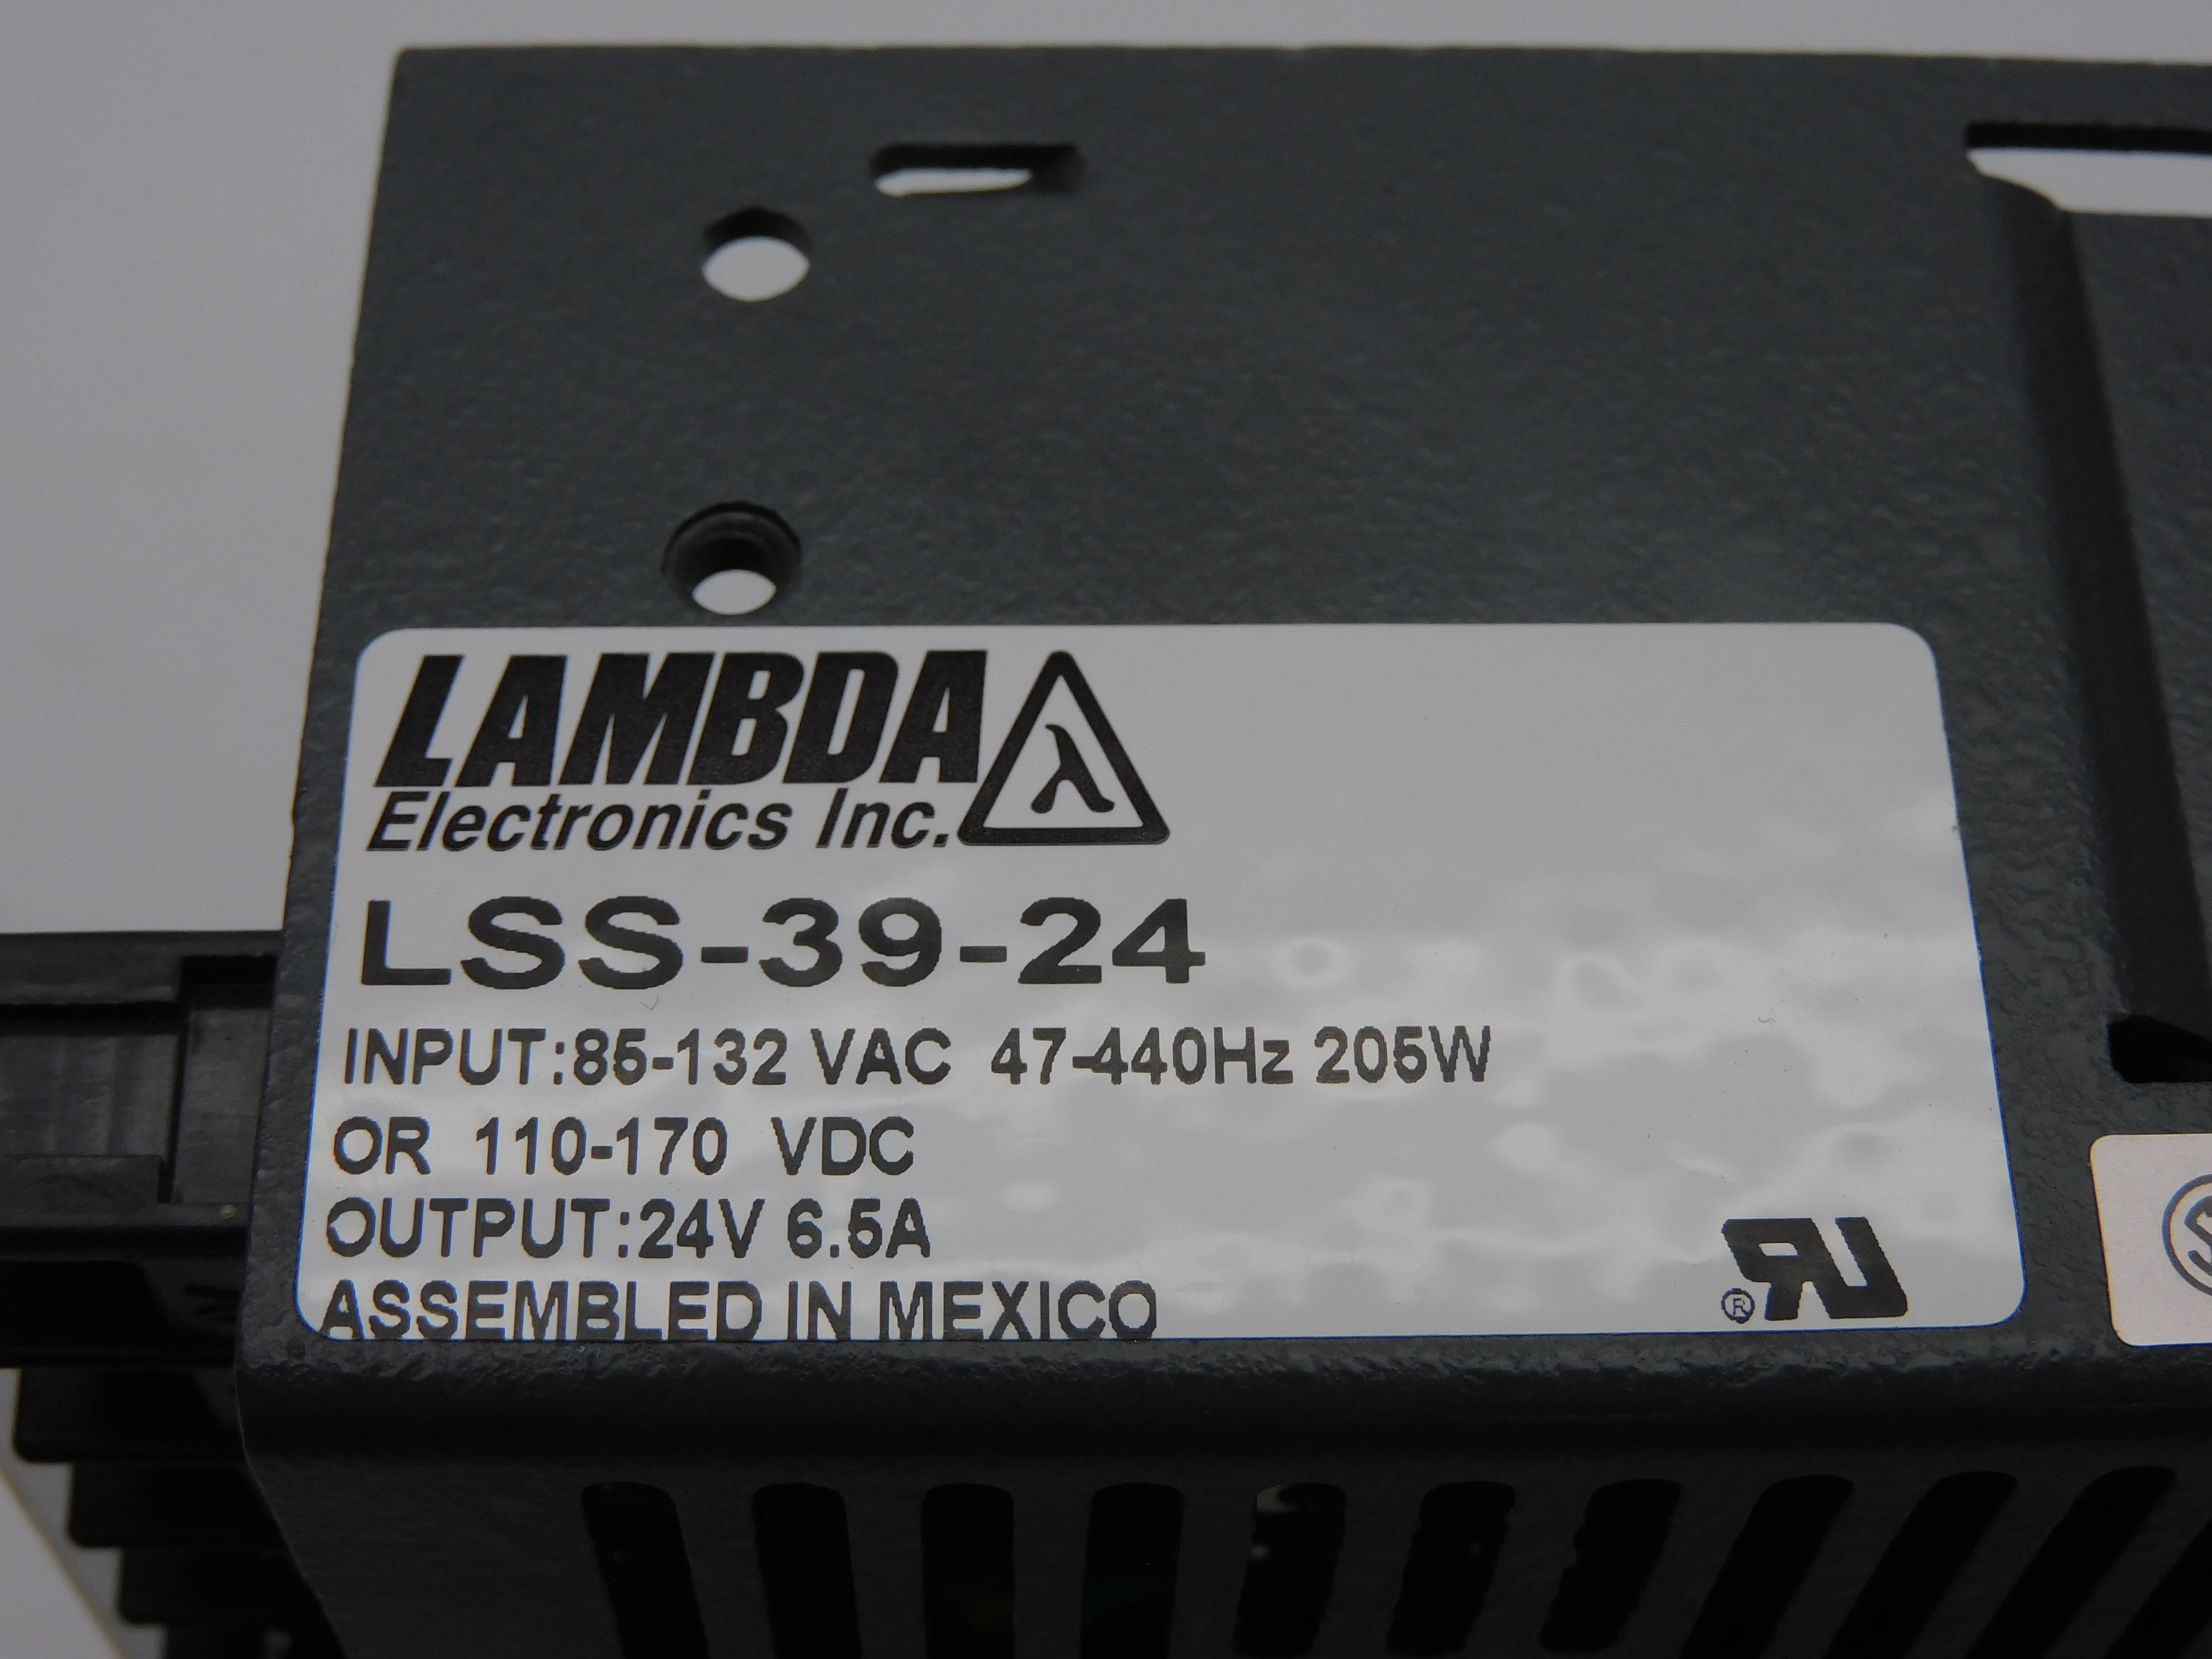 LAMBDA
Electronics Inc. λ
LSS-39-24
INPUT:85-132 VAC 47-440Hz 205W
OR 110-170 VDC
OUTPUT:24V 6.5A
ASSEMBLED IN MEXICO
®